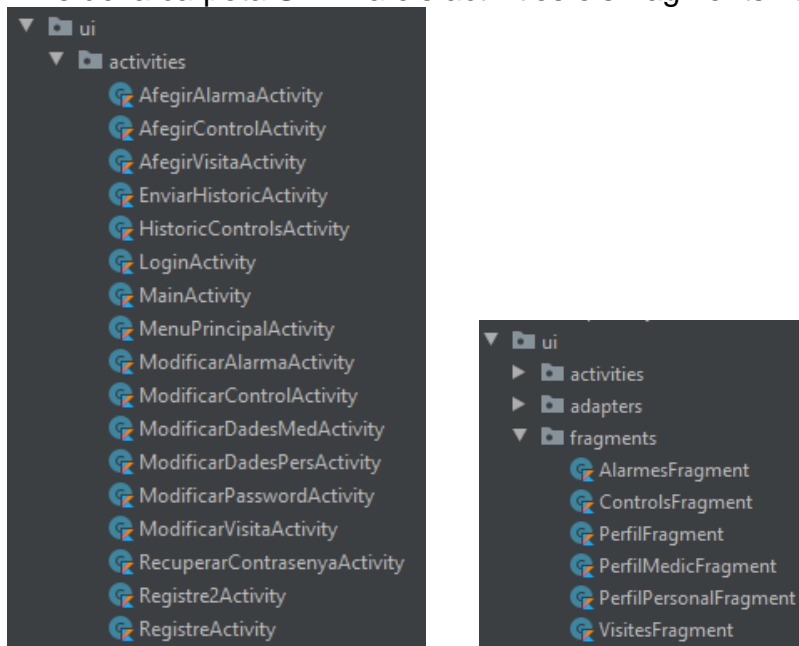 ui
activities
AfegirAlarmaActivity
AfegirControlActivity
AfegirVisitaActivity
EnviarHistoricActivity
HistoricControlsActivity
LoginActivity
MainActivity
MenuPrincipalActivity
ModificarAlarmaActivity
ModificarControlActivity
ModificarDadesMedActivity
ModificarDadesPersActivity
ModificarPasswordActivity
ModificarVisitaActivity
RecuperarContrasenyaActivity
Registre2Activity
RegistreActivity
ui
activities
adapters
fragments
AlarmesFragment
ControlsFragment
PerfilFragment
PerfilMedicFragment
PerfilPersonalFragment
VisitesFragment